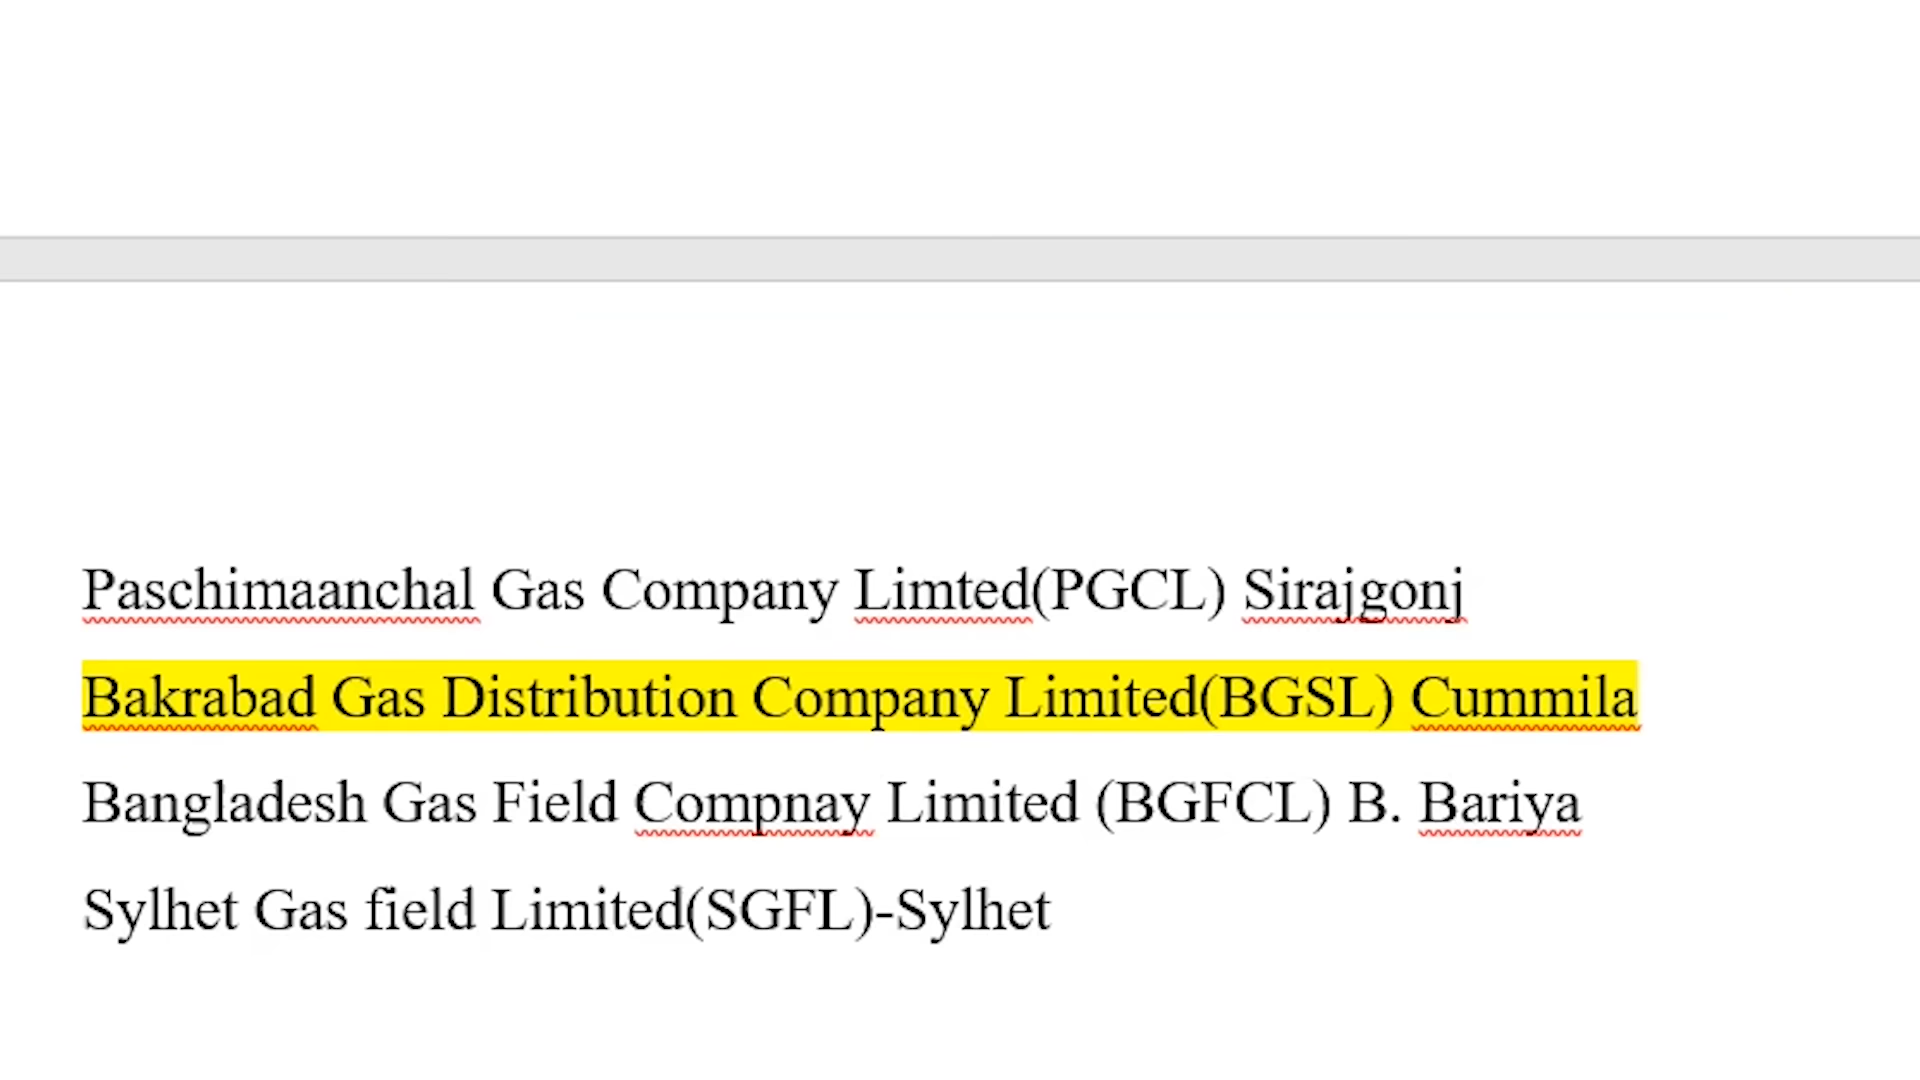 Paschimaanchal Gas Company Limted(PGCL) Sirajgonj
Bakrabad Gas Distribution Company Limited(BGSL) Cummila
Bangladesh Gas Field Compnay Limited (BGFCL) B. Bariya
Sylhet Gas field Limited(SGFL)-Sylhet